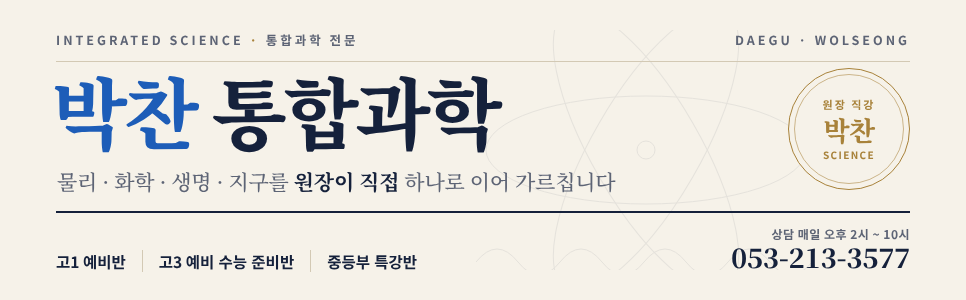 INTEGRATED SCIENCE · 통합과학 전문
DAEGU · WOLSEONG
박찬 통합과학
원장 직강
박찬
SCIENCE
물리 · 화학 · 생명 · 지구를 원장이 직접 하나로 이어 가르칩니다
고1 예비반
고3 예비 수능 준비반
중등부 특강반
상담 매일 오후 2시 ~ 10시
053-213-3577